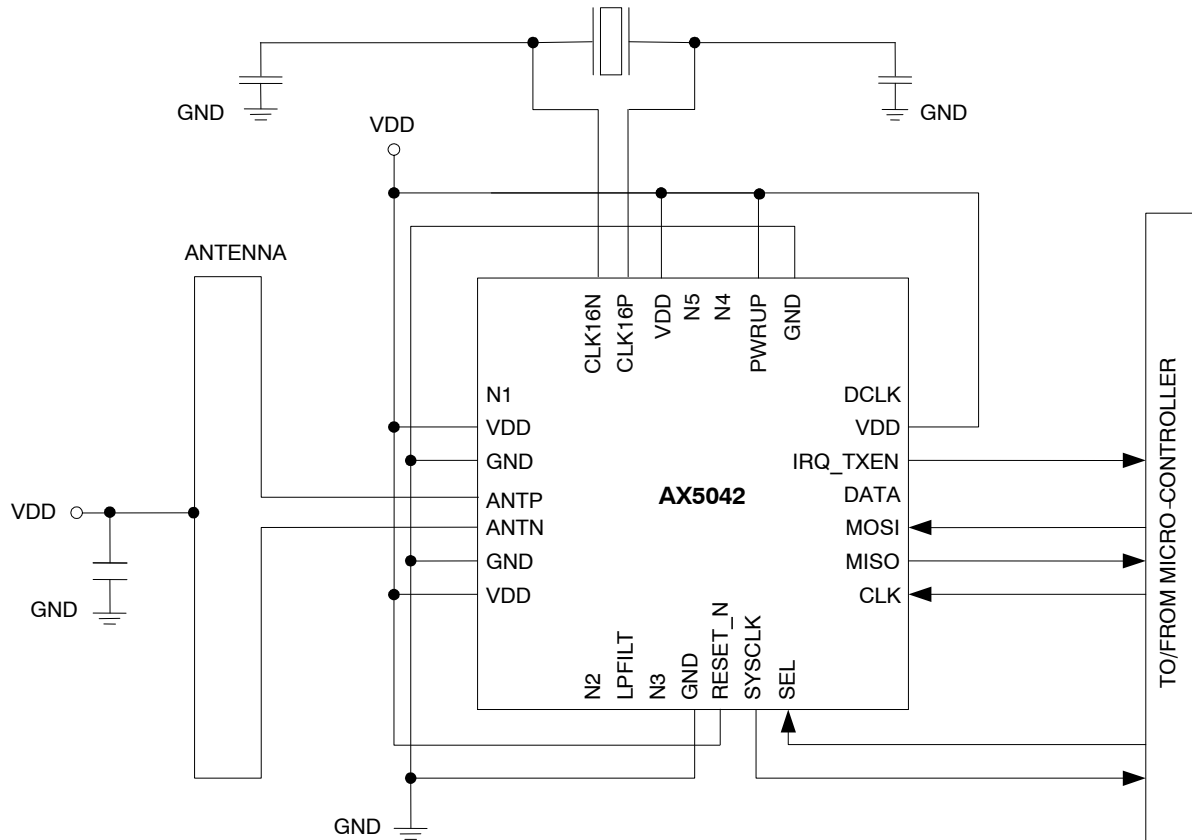 GND
GND
VDD
ANTENNA
CLK16N
CLK16P
VDD
N5
N4
PWRUP
GND
N1
VDD
GND
ANTP
ANTN
GND
VDD
AX5042
DCLK
VDD
IRQ_TXEN
DATA
MOSI
MISO
CLK
N2
LPFILT
N3
GND
RESET_N
SYSCLK
SEL
VDD
GND
GND
TO/FROM MICRO-CONTROLLER